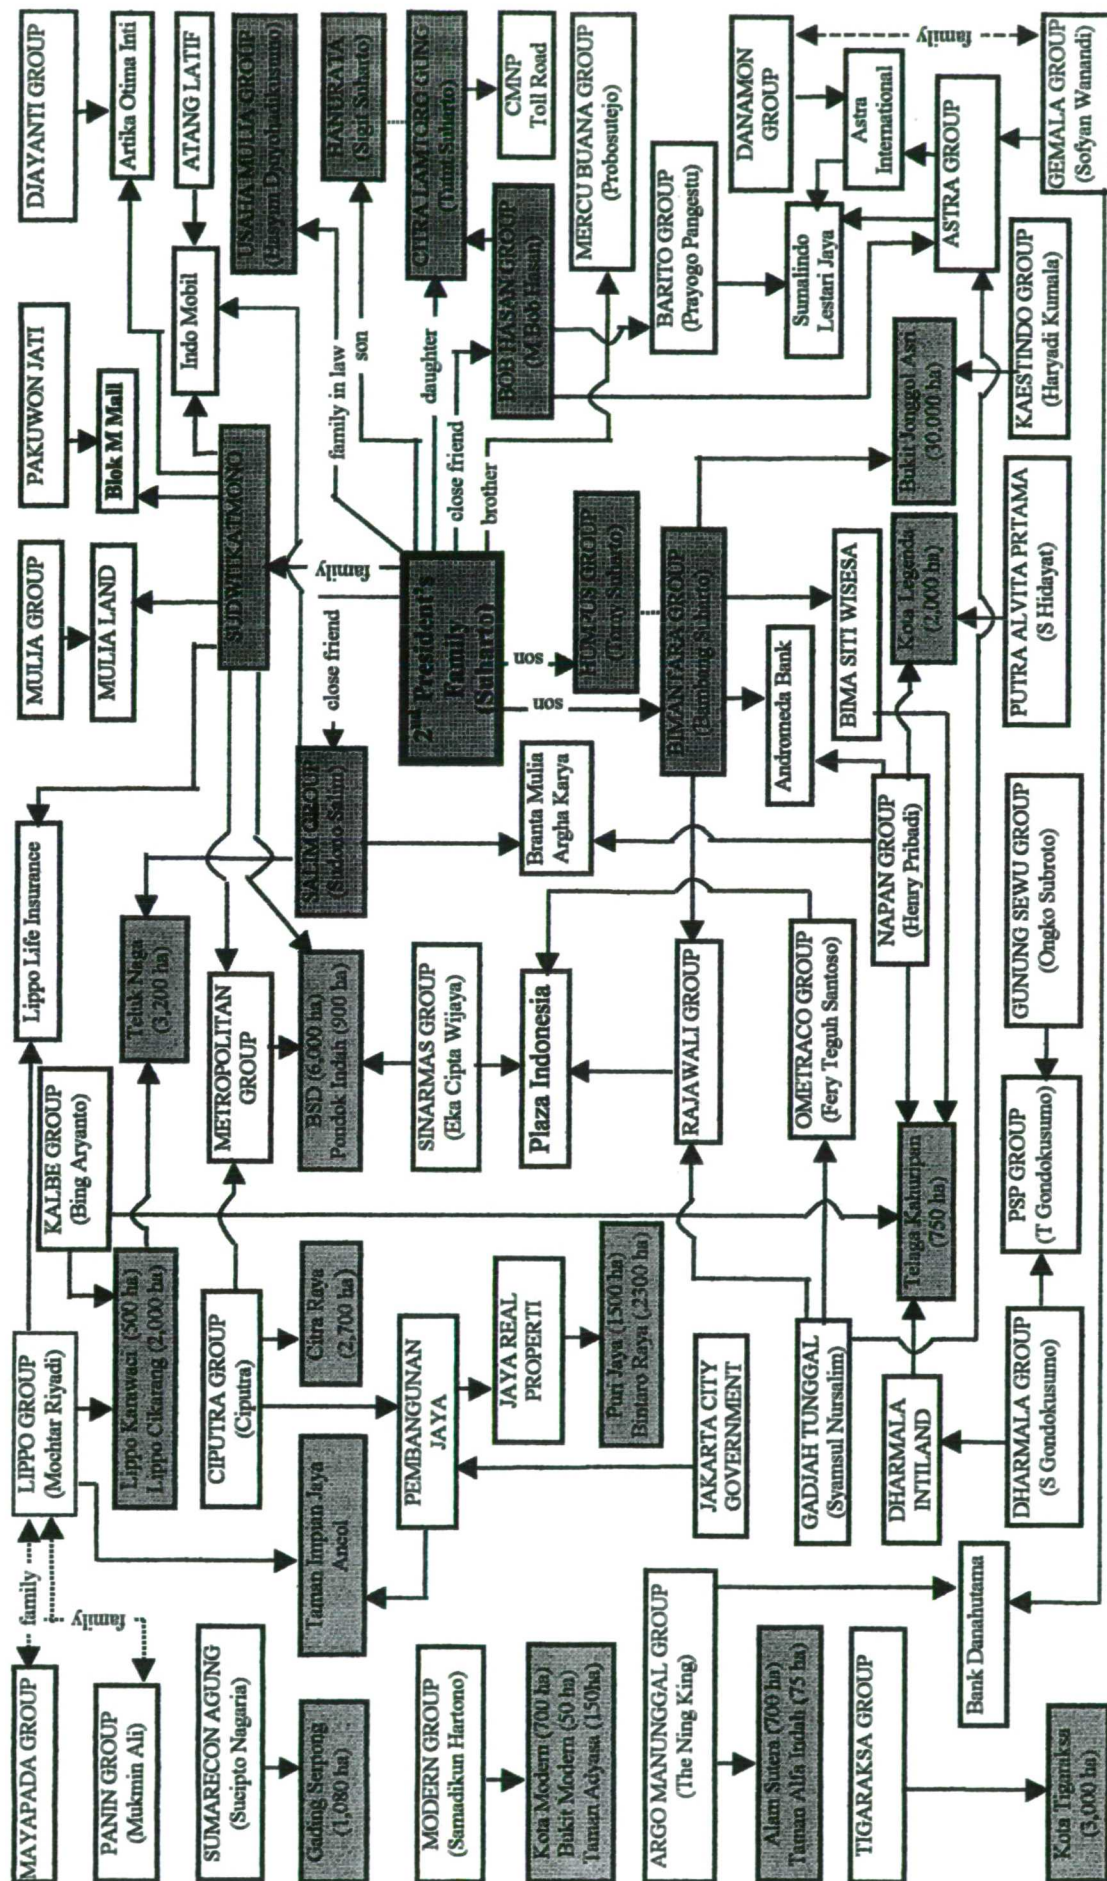 MAYAPADA GROUP
family
LIPPO GROUP
(Mochtar Riyadi)
PANIN GROUP
(Mukmin Ali)
family
KALBE GROUP
(Bing Aryanto)
Lippo Life Insurance
MULIA GROUP
PAKUWON JATI
DJAYANTI GROUP
MULIA LAND
Blok M Mall
Artika Otima Inti
Lippo Karwaci (500 ha)
Lippo Cikarang (2,000 ha)
Teluk Naga
(3,200 ha)
Indo Mobil
ATANG LATIF
SUMARECON AGUNG
(Sucipto Nagaria)
CIPUTRA GROUP
(Ciputra)
METROPOLITAN
GROUP
SUDWIKATMONO
USAHA MULIA GROUP
(Hasyim Djoyohadikusumo)
Gading Serpong
(1,080 ha)
Taman Impian Jaya
Ancol
Citra Raya
(2,700 ha)
BSD (6,000 ha)
Pondok Indah (900 ha)
SALIM GROUP
(Sudono Salim)
close friend
family
family in law
son
BANURATA
(Sigit Suharto)
MODERN GROUP
(Samadikun Hartono)
PEMBANGUNAN
JAYA
SINARMAS GROUP
(Eka Cipta Wijaya)
2nd President's
Family
(Suharto)
daughter
close friend
brother
CITRA LAMTORG GUNG
(Tutut Suharto)
CMNP
Toll Road
Kota Modern (700 ha)
Bukit Modern (50 ha)
Taman Adyasa (150ha)
JAYA REAL
PROPERTI
Plaza Indonesia
Branta Mulia
Argha Karya
son
son
BOB HASAN GROUP
(M.Bob Hasan)
MERCU BUANA GROUP
(Probosutejo)
Puri Jaya (1500 ha)
Bintaro Raya (,2300 ha)
HUMPUS GROUP
(Tomy Suharto)
ARGO MANUNGGAL GROUP
(The Ning King)
JAKARTA CITY
GOVERNMENT
RAJAWALI GROUP
BIMANTARA GROUP
(Bambang Suharto)
BARITO GROUP
(Prayogo Pangestu)
Alam Sutera (700 ha)
Taman Alfa Indah (75 ha)
GADJAH TUNGGAL
(Syamsul Nursalim)
OMETRACO GROUP
(Fery Teguh Santoso)
Andromeda Bank
DANAMON
GROUP
Sumalindo
Lestari Jaya
TIGARAKSA GROUP
DHARMALA
INTILAND
Telaga Kahuripan
(750 ha)
NAPAN GROUP
(Henry Pribadi)
BIMA SITI WISESA
Kota Legenda
(2,000 ha)
Bukit Jonggol Asri
(30,000 ha)
Astra
International
family
Bank Danahutama
DHARMALA GROUP
(S Gondokusumo)
PSP GROUP
(T Gondokusumo)
GUNUNG SEWU GROUP
(Ongko Subroto)
PUTRA ALVITA PRTAMA
(S Hidayat)
KAESTINDO GROUP
(Haryadi Kumala)
ASTRA GROUP
Kota Tigaraksa
(3,000 ha)
GEMALA GROUP
(Sofyan Wanandi)